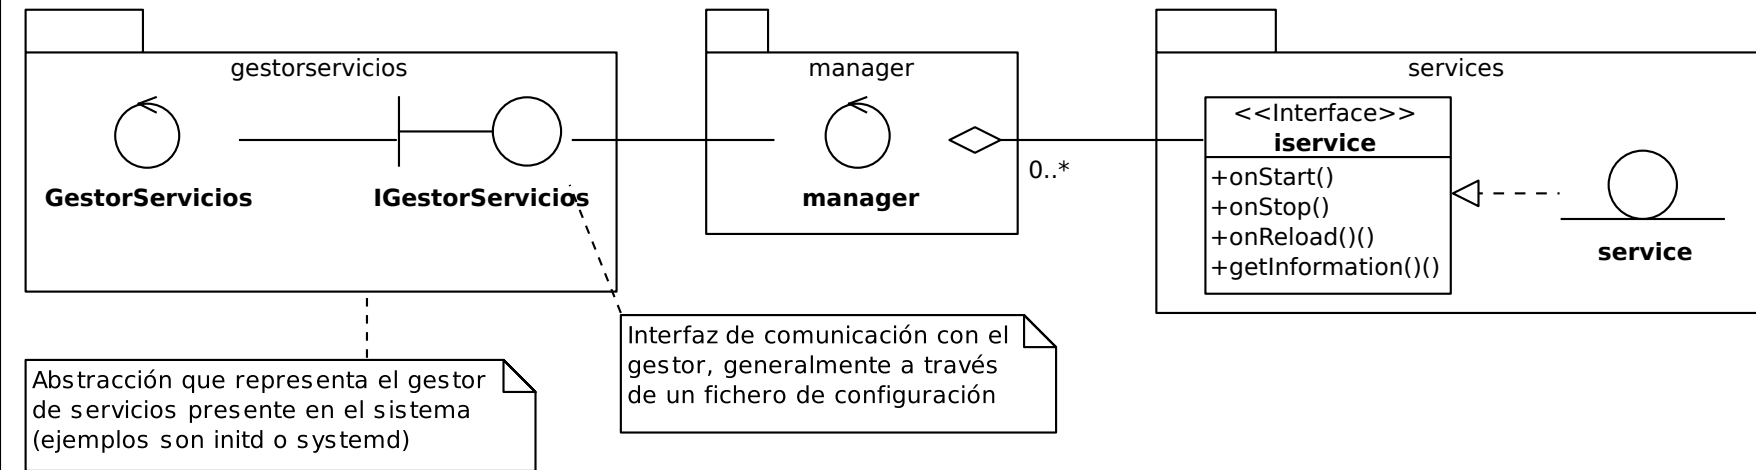 gestorservicios
GestorServicios
IGestorServicios
manager
manager
0..*
services
<<Interface>>
iservice
+onStart()
+onStop()
+onReload()()
+getInformation()()
service
Interfaz de comunicación con el
gestor, generalmente a través
de un fichero de configuración
Abstracción que representa el gestor
de servicios presente en el sistema
(ejemplos son initd o systemd)